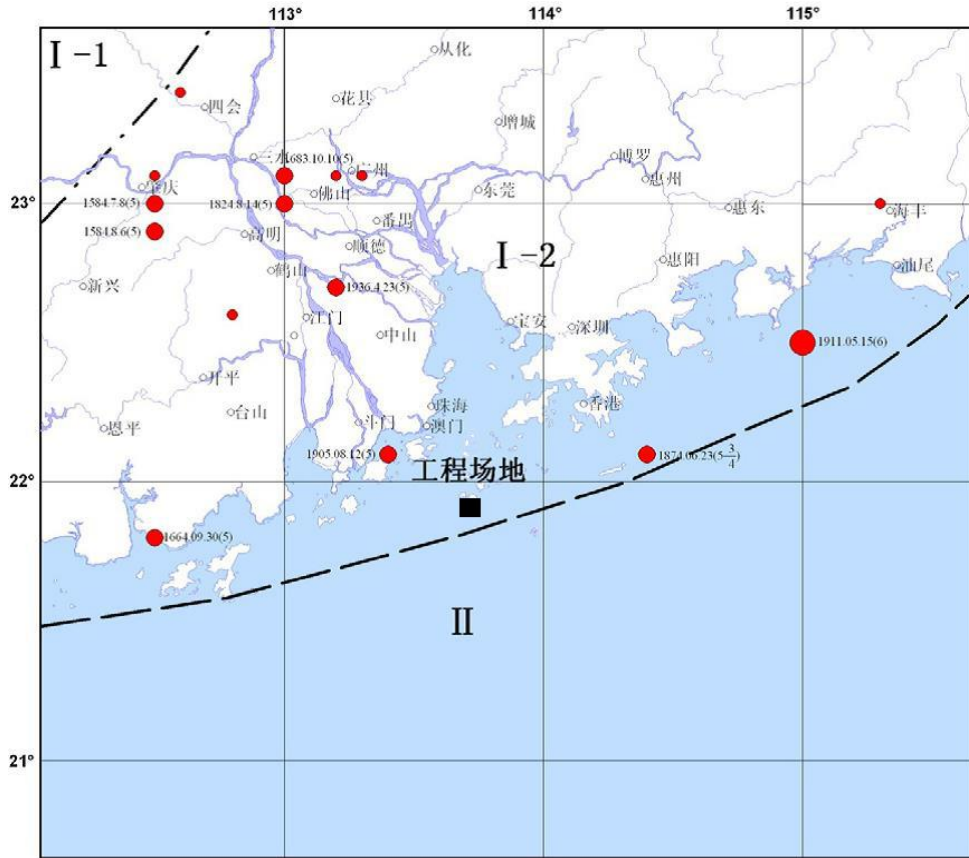 113°
114°
115°
Ⅰ-1
从化
四会
花县
增城
三水
683.10.10(5)
广州
博罗
惠州
肇庆
佛山
东莞
23°
1584.7.8(5)
1824.8.14(5)
惠东
海丰
1584.8.6(5)
高明
番禺
顺德
Ⅰ-2
惠阳
汕尾
鹤山
新兴
1936.4.23(5)
江门
中山
宝安
深圳
1911.05.15(6)
开平
台山
珠海
香港
恩平
斗门
澳门
1905.08.12(5)
1874.06.23(5 3/4)
工程场地
22°
1664.09.30(5)
Ⅱ
21°